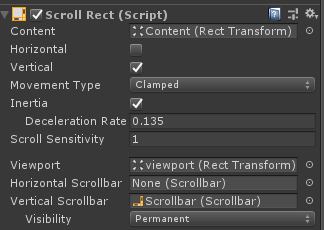 Scroll Rect (Script)
Content Content (Rect Transform)
Horizontal
Vertical
Movement Type Clamped
Inertia
Deceleration Rate 0.135
Scroll Sensitivity 1
Viewport viewport (Rect Transform)
Horizontal Scrollbar None (Scrollbar)
Vertical Scrollbar Scrollbar (Scrollbar)
Visibility Permanent